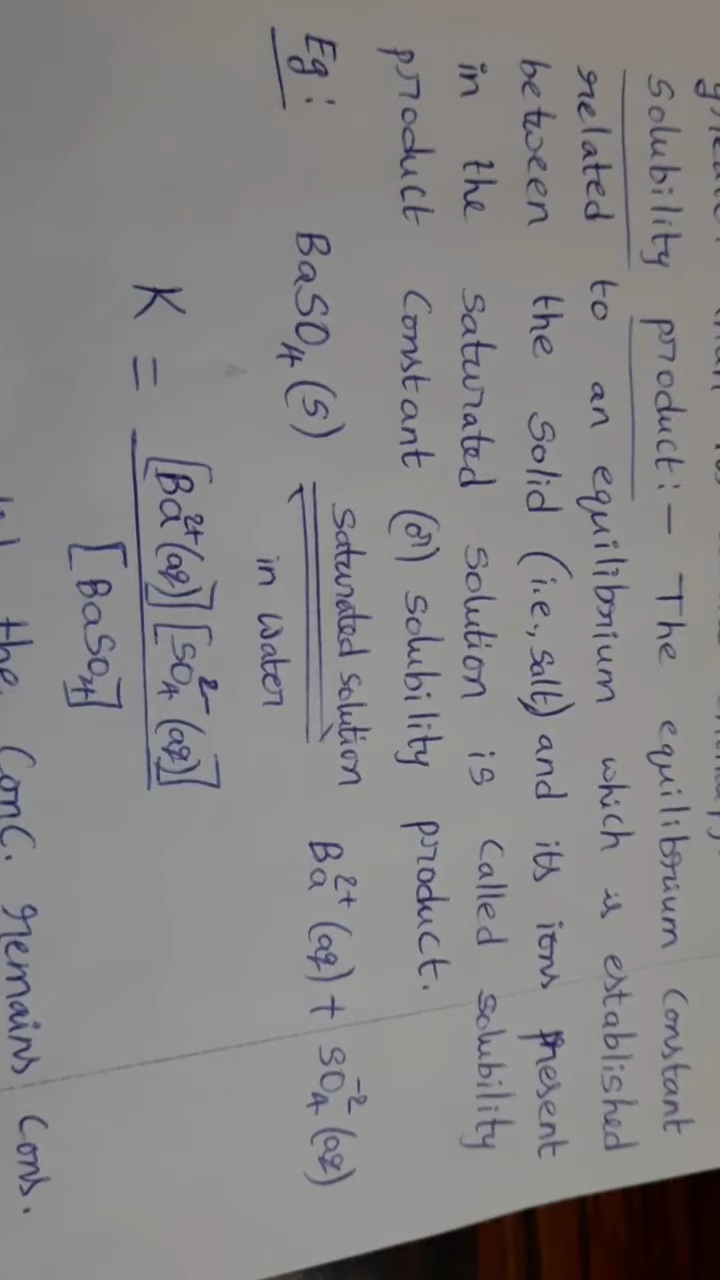 Solubility product :- The equilibrium constant
related to an equilibrium which is established
between the solid (i.e., salt) and its ions present
in the saturated solution is called solubility
product constant (or) solubility product.
Eg : BaSO4 (s) ⇌ Ba2+ (aq) + SO4-2 (aq)
saturated solution
in water
K = [Ba2+(aq)] [SO42-(aq)]
[BaSO4]
the conc. remains cons.